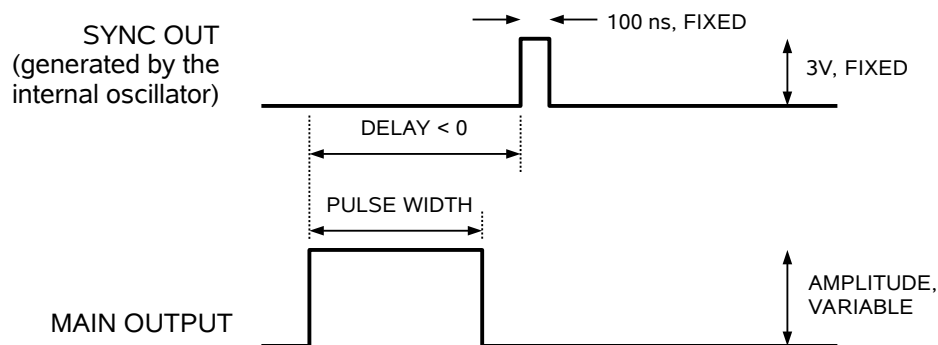 SYNC OUT
(generated by the
internal oscillator)
100 ns, FIXED
3V, FIXED
DELAY < 0
PULSE WIDTH
MAIN OUTPUT
AMPLITUDE,
VARIABLE